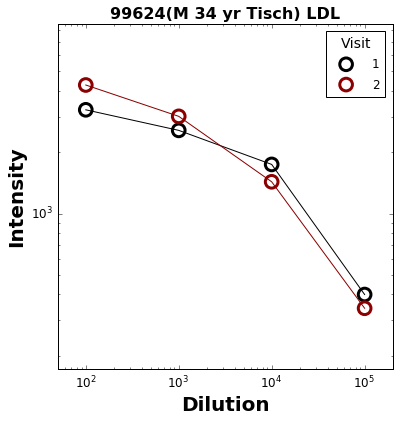 99624(M 34 yr Tisch) LDL
Visit
1
2
Intensity
10³
10² 10³ 10⁴ 10⁵
Dilution